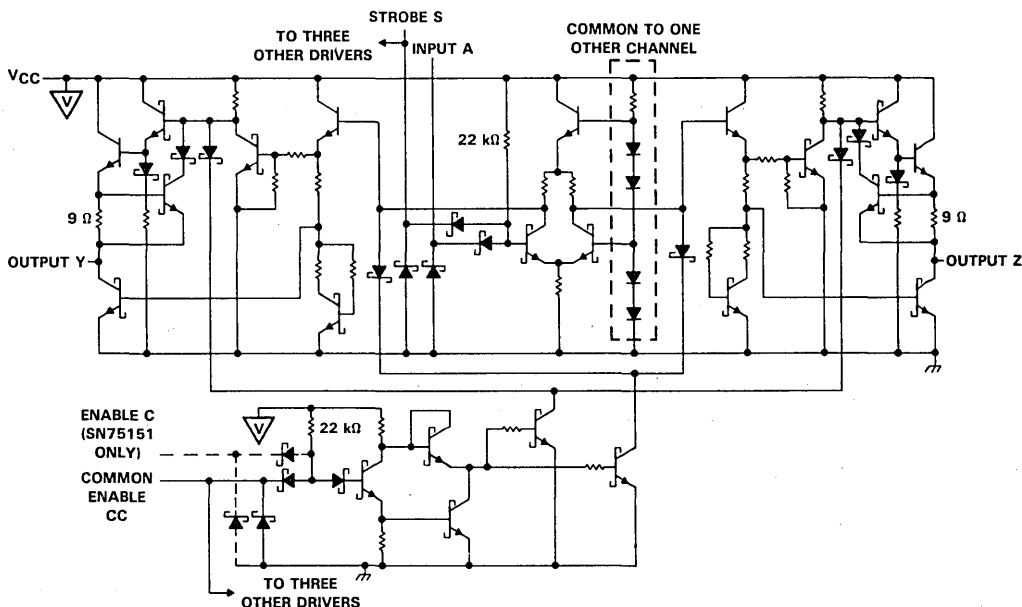 STROBE S
TO THREE
OTHER DRIVERS
INPUT A
COMMON TO ONE
OTHER CHANNEL
VCC
V
22 kΩ
9 Ω
9 Ω
OUTPUT Y
OUTPUT Z
ENABLE C
(SN75151
ONLY)
V
22 kΩ
COMMON
ENABLE
CC
TO THREE
OTHER DRIVERS